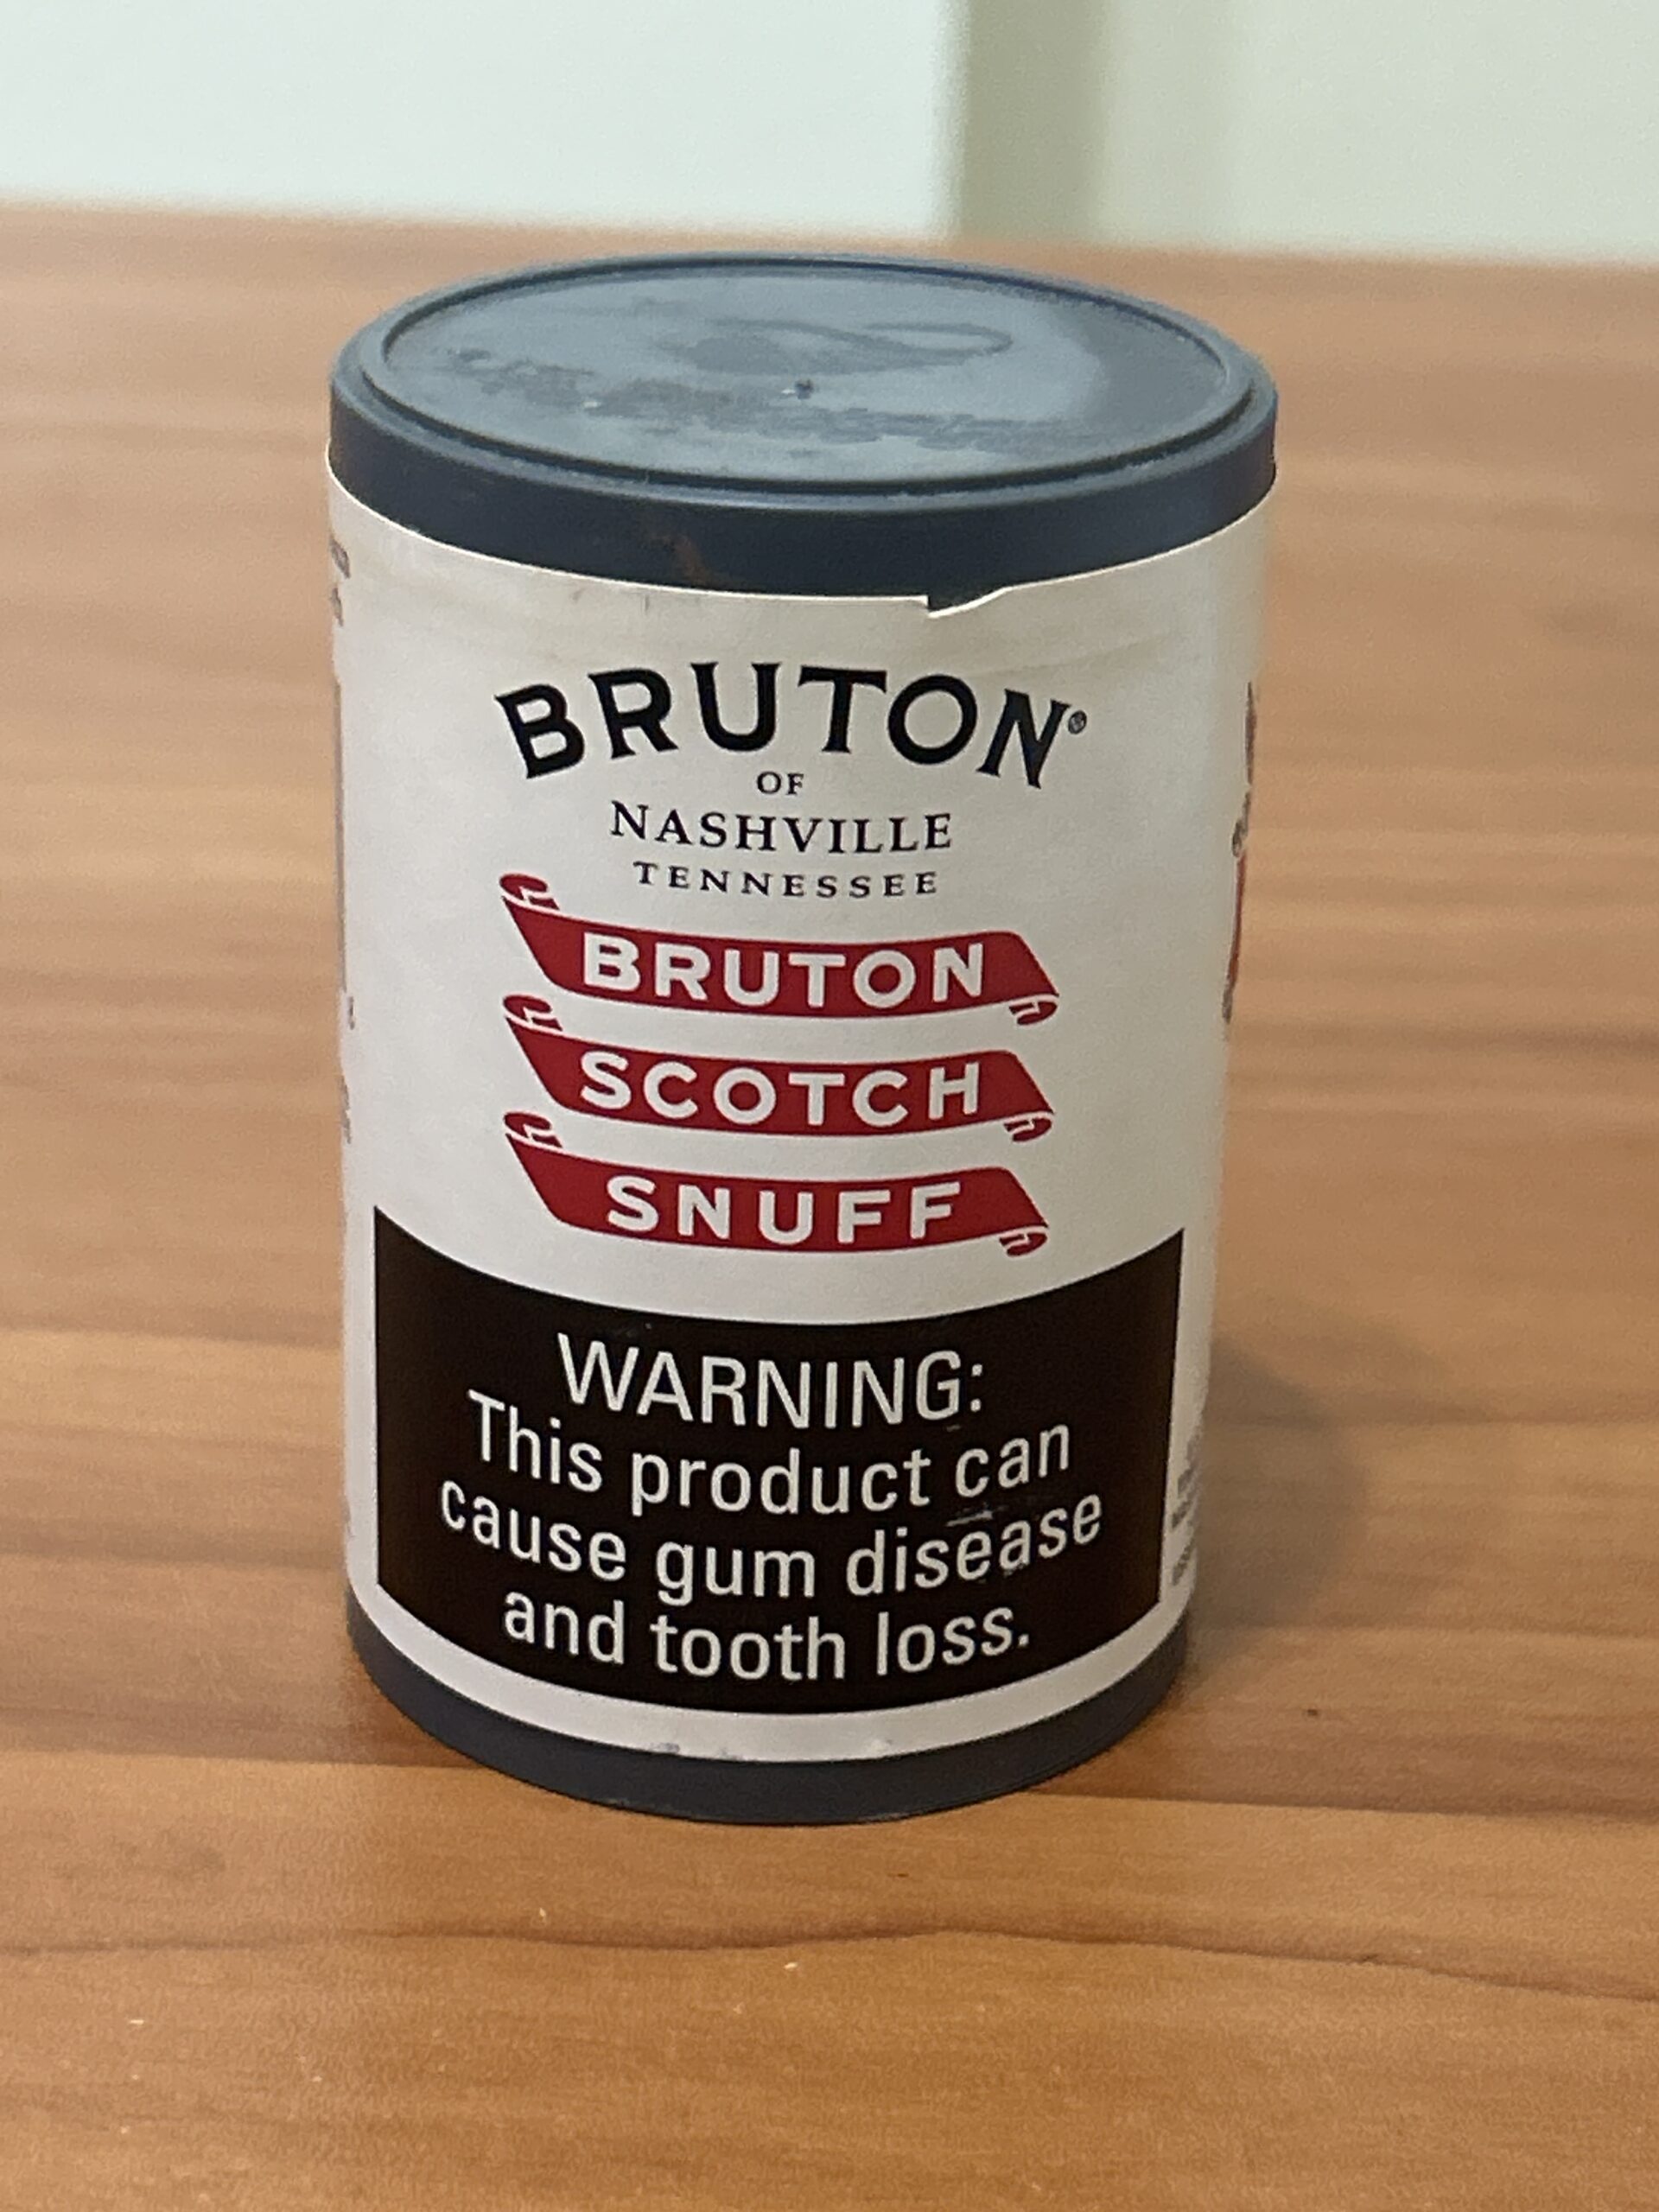 BRUTON®
OF
NASHVILLE
TENNESSEE
BRUTON
SCOTCH
SNUFF
WARNING:
This product can
cause gum disease
and tooth loss.